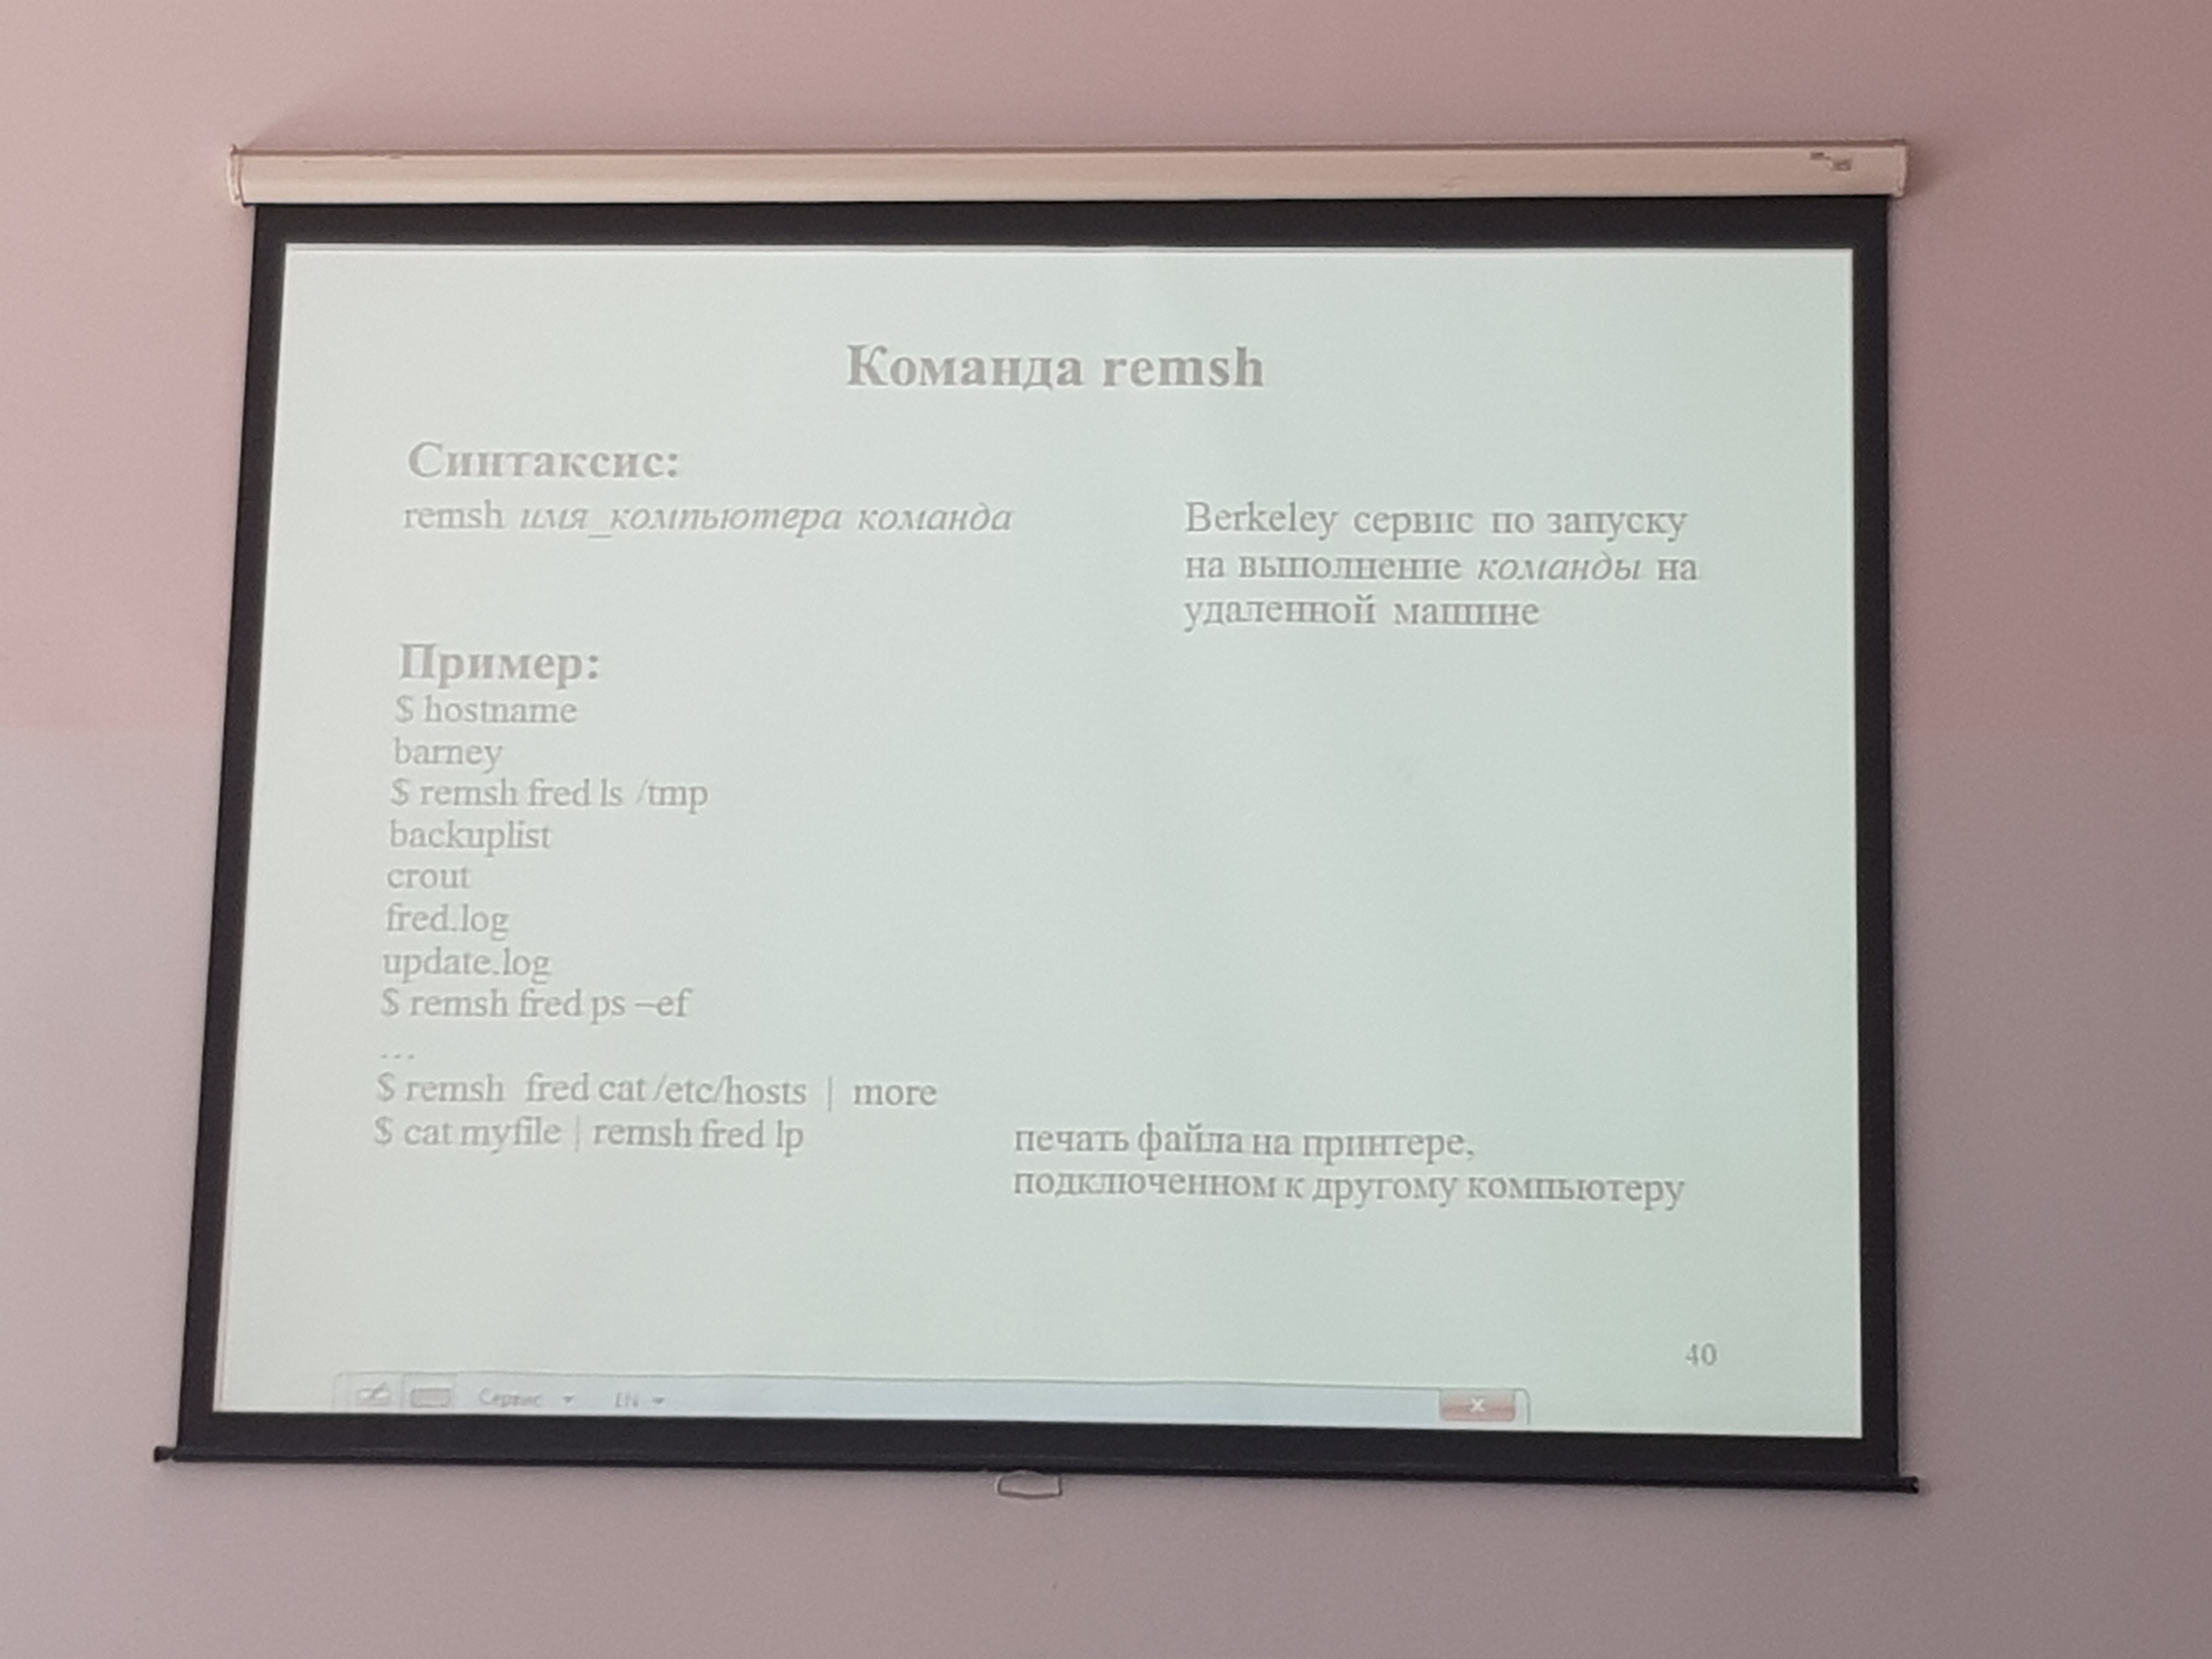 Команда remsh
Синтаксис:
remsh имя_компьютера команда
Berkeley сервис по запуску
на выполнение команды на
удаленной машине
Пример:
$ hostname
barney
$ remsh fred ls /tmp
backuplist
crout
fred.log
update.log
$ remsh fred ps –ef
...
$ remsh fred cat /etc/hosts | more
$ cat myfile | remsh fred lp
печать файла на принтере,
подключенном к другому компьютеру
40
Сервис EN